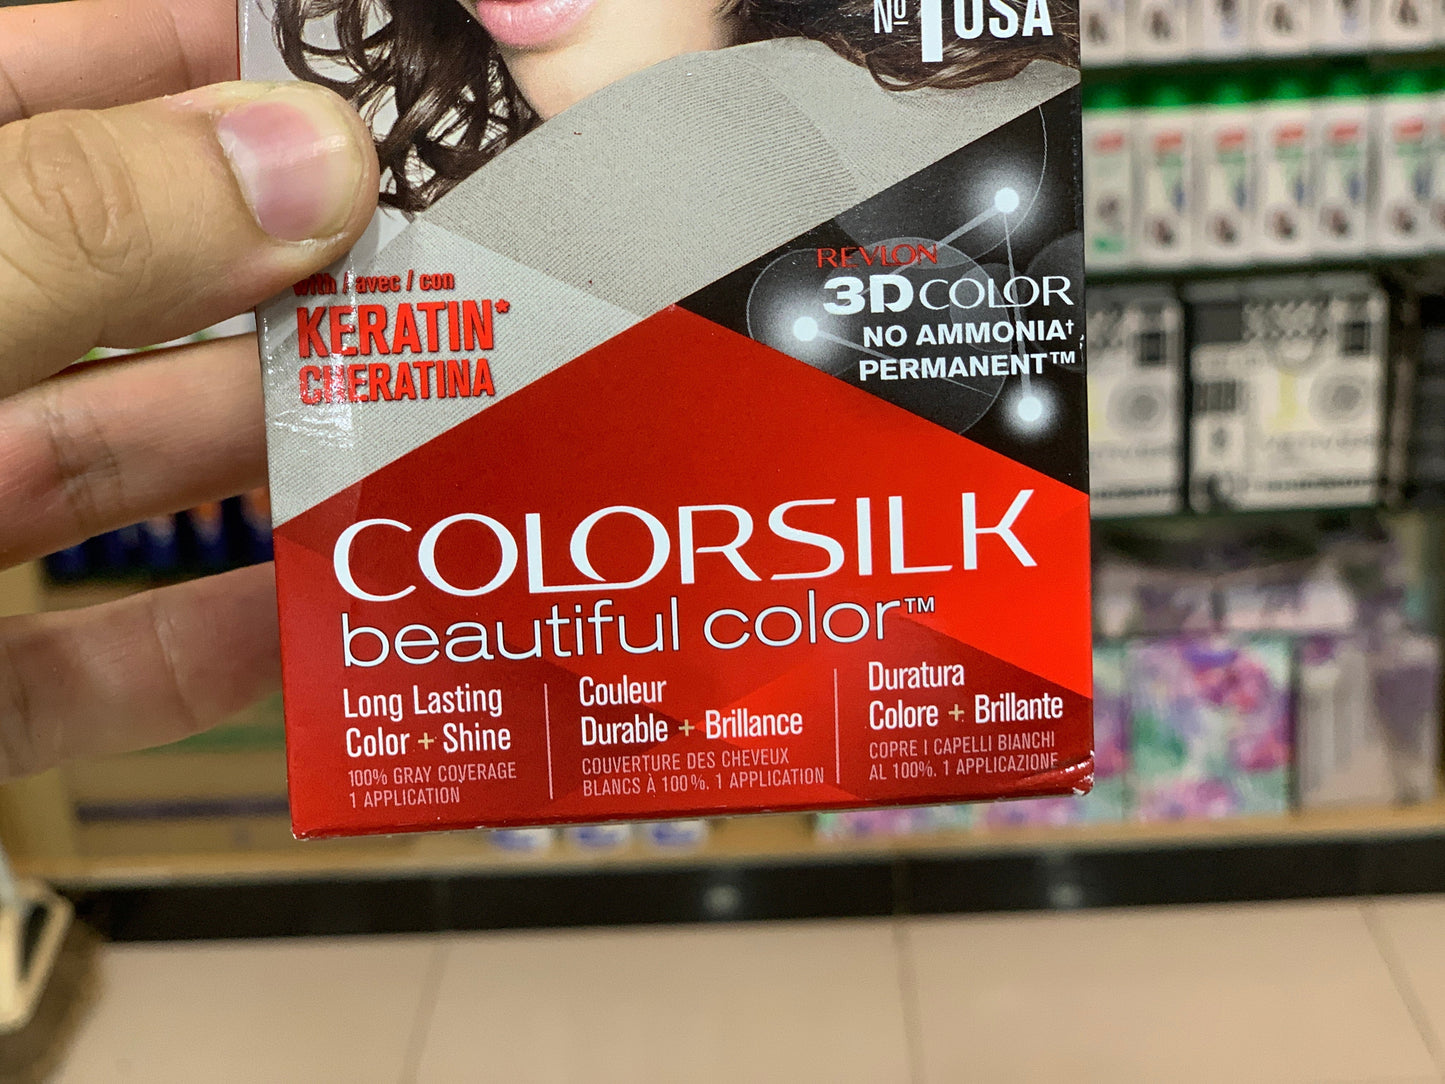 Nº 1 USA
with / avec / con
KERATIN*
CHERATINA
REVLON
3D COLOR
NO AMMONIA†
PERMANENT™
COLORSILK
beautiful color™
Long Lasting
Color + Shine
100% GRAY COVERAGE
1 APPLICATION
Couleur
Durable + Brillance
COUVERTURE DES CHEVEUX
BLANCS À 100%. 1 APPLICATION
Duratura
Colore + Brillante
COPRE I CAPELLI BIANCHI
AL 100%. 1 APPLICAZIONE